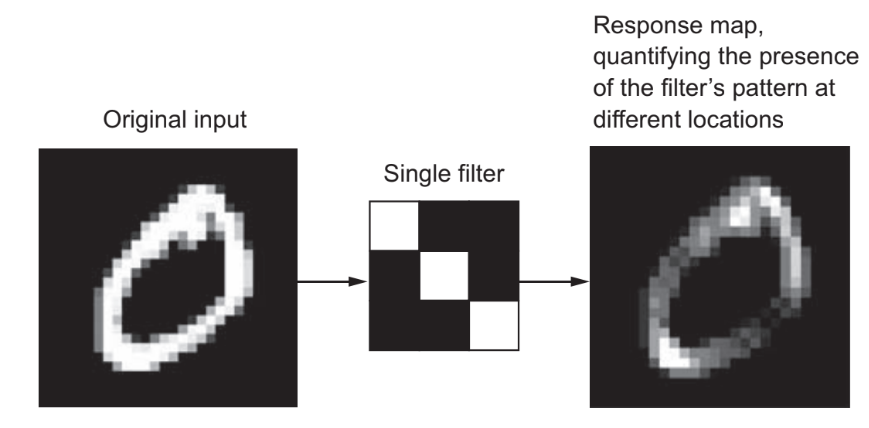 Response map,
quantifying the presence
of the filter’s pattern at
different locations
Original input
Single filter